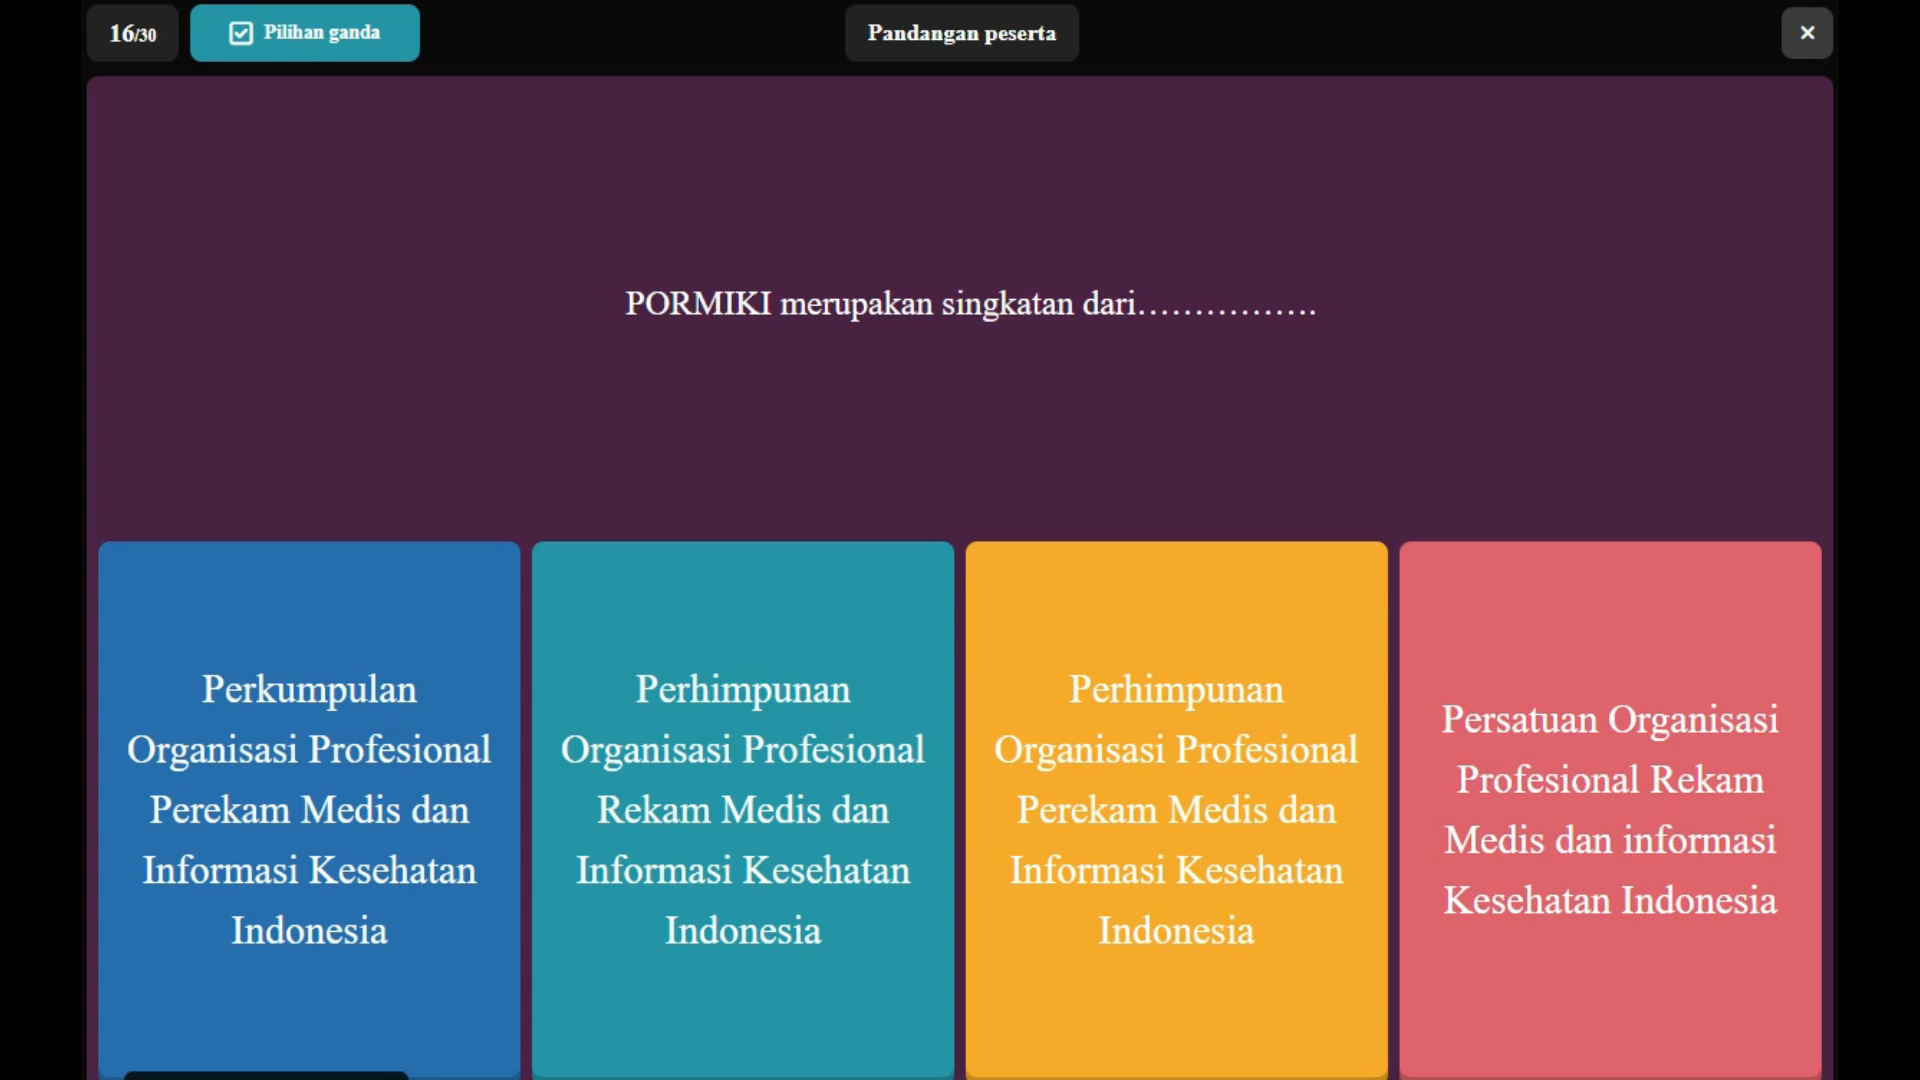 16/30
Pilihan ganda
Pandangan peserta
×
PORMIKI merupakan singkatan dari................
Perkumpulan
Organisasi Profesional
Perekam Medis dan
Informasi Kesehatan
Indonesia
Perhimpunan
Organisasi Profesional
Rekam Medis dan
Informasi Kesehatan
Indonesia
Perhimpunan
Organisasi Profesional
Perekam Medis dan
Informasi Kesehatan
Indonesia
Persatuan Organisasi
Profesional Rekam
Medis dan informasi
Kesehatan Indonesia